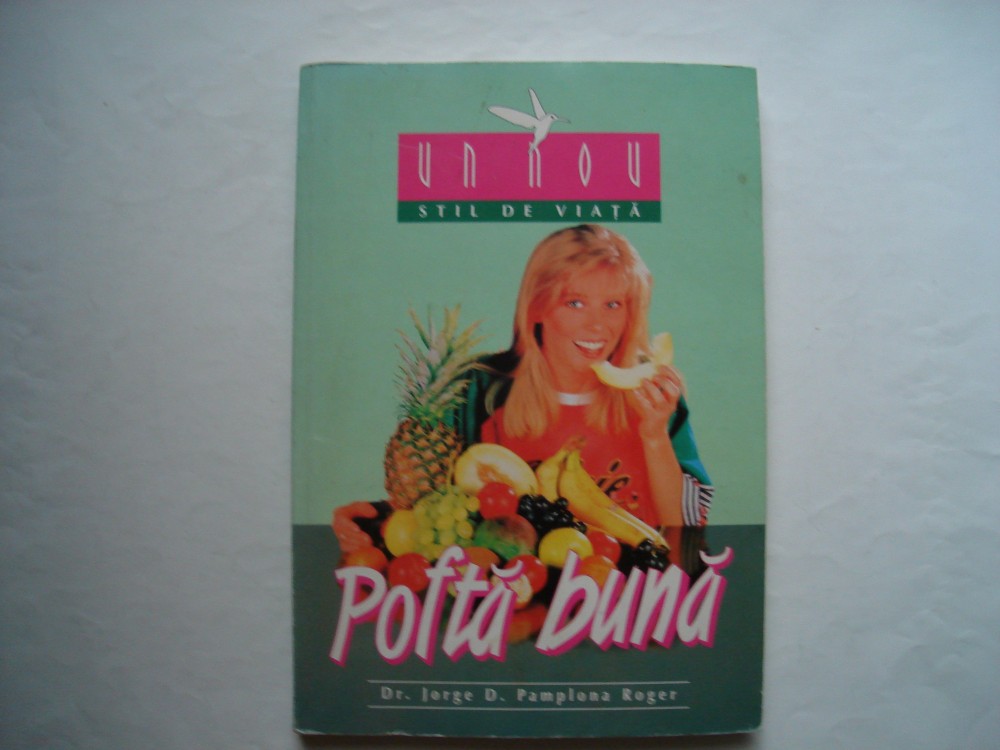 UN NOU
STIL DE VIAȚĂ
Poftă bună
Dr. Jorge D. Pamplona Roger